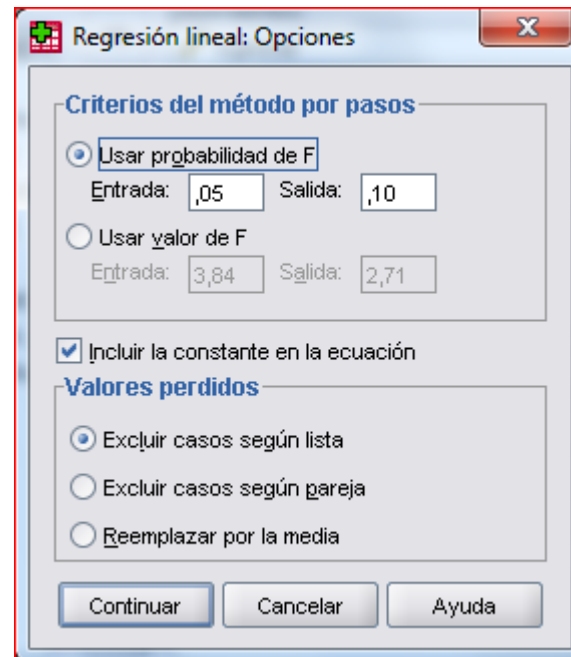 Regresión lineal: Opciones
Criterios del método por pasos
Usar probabilidad de F
Entrada: ,05 Salida: ,10
Usar valor de F
Entrada: 3,84 Salida: 2,71
Incluir la constante en la ecuación
Valores perdidos
Excluir casos según lista
Excluir casos según pareja
Reemplazar por la media
Continuar Cancelar Ayuda